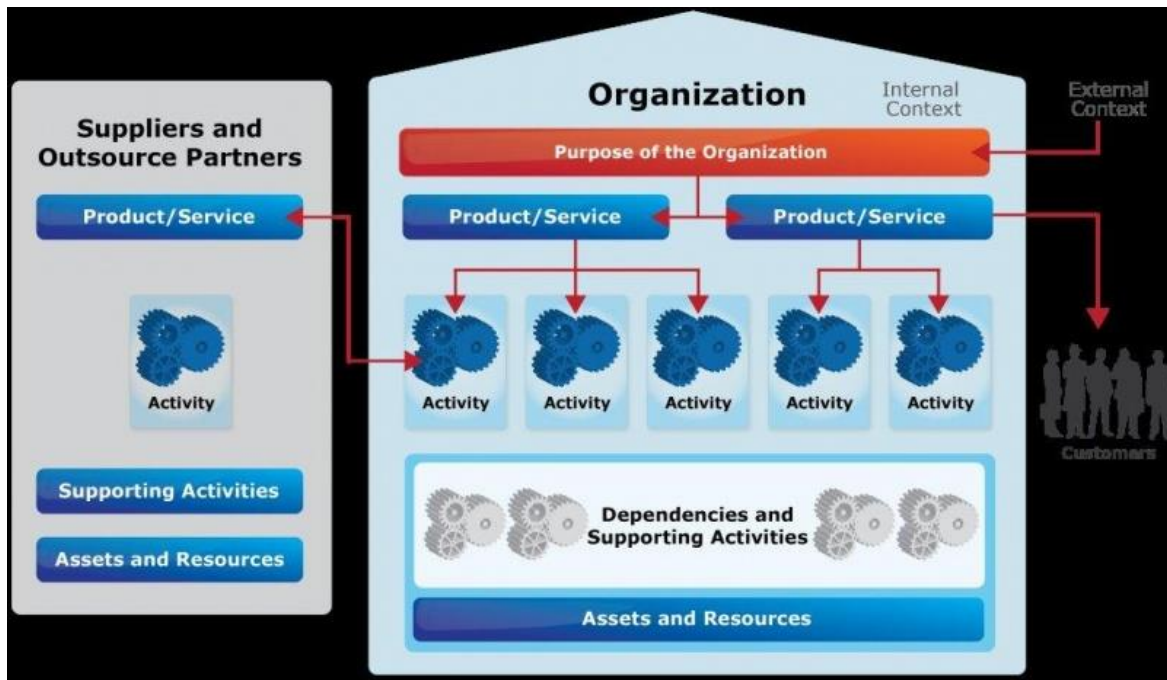 Organization
Internal
Context
External
Context
Suppliers and
Outsource Partners
Purpose of the Organization
Product/Service
Product/Service
Product/Service
Activity
Activity
Activity
Activity
Activity
Activity
Customers
Supporting Activities
Dependencies and
Supporting Activities
Assets and Resources
Assets and Resources